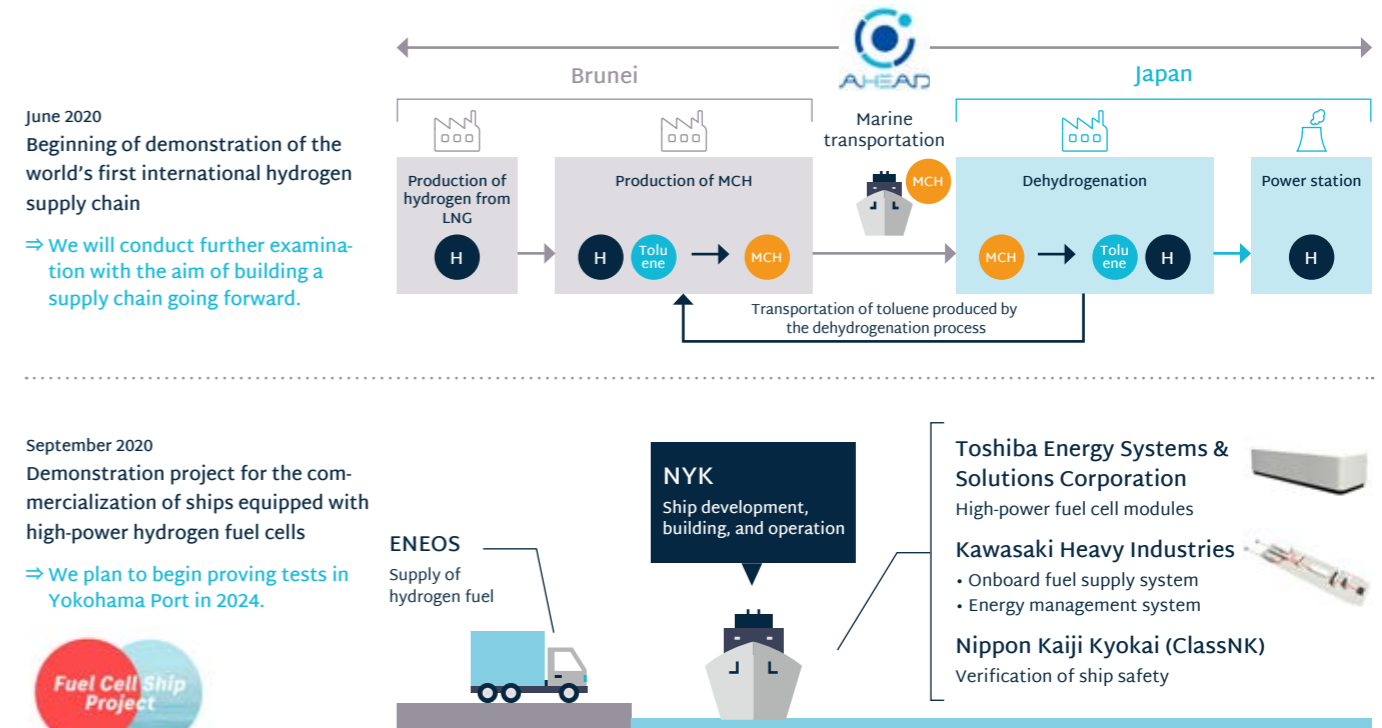 AHEAD
Brunei
Japan
June 2020
Beginning of demonstration of the
world's first international hydrogen
supply chain
⇒ We will conduct further examina-
tion with the aim of building a
supply chain going forward.
Production of
hydrogen from
LNG
H
Production of MCH
H
Tolu
ene
MCH
Marine
transportation
MCH
Dehydrogenation
MCH
Tolu
ene
H
Power station
H
Transportation of toluene produced by
the dehydrogenation process
September 2020
Demonstration project for the com-
mercialization of ships equipped with
high-power hydrogen fuel cells
⇒ We plan to begin proving tests in
Yokohama Port in 2024.
Fuel Cell Ship
Project
ENEOS
Supply of
hydrogen fuel
NYK
Ship development,
building, and operation
Toshiba Energy Systems &
Solutions Corporation
High-power fuel cell modules
Kawasaki Heavy Industries
• Onboard fuel supply system
• Energy management system
Nippon Kaiji Kyokai (ClassNK)
Verification of ship safety